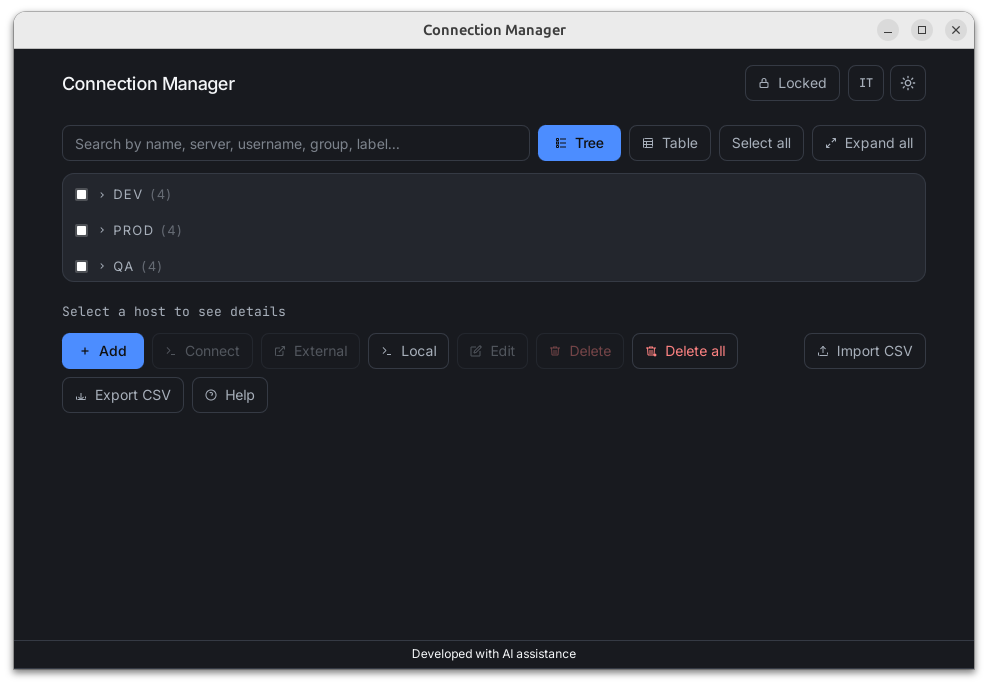 Connection Manager
Connection Manager Locked IT
Search by name, server, username, group, label... Tree Table Select all Expand all
DEV (4)
PROD (4)
QA (4)
Select a host to see details
+ Add Connect External Local Edit Delete Delete all Import CSV
Export CSV Help
Developed with AI assistance